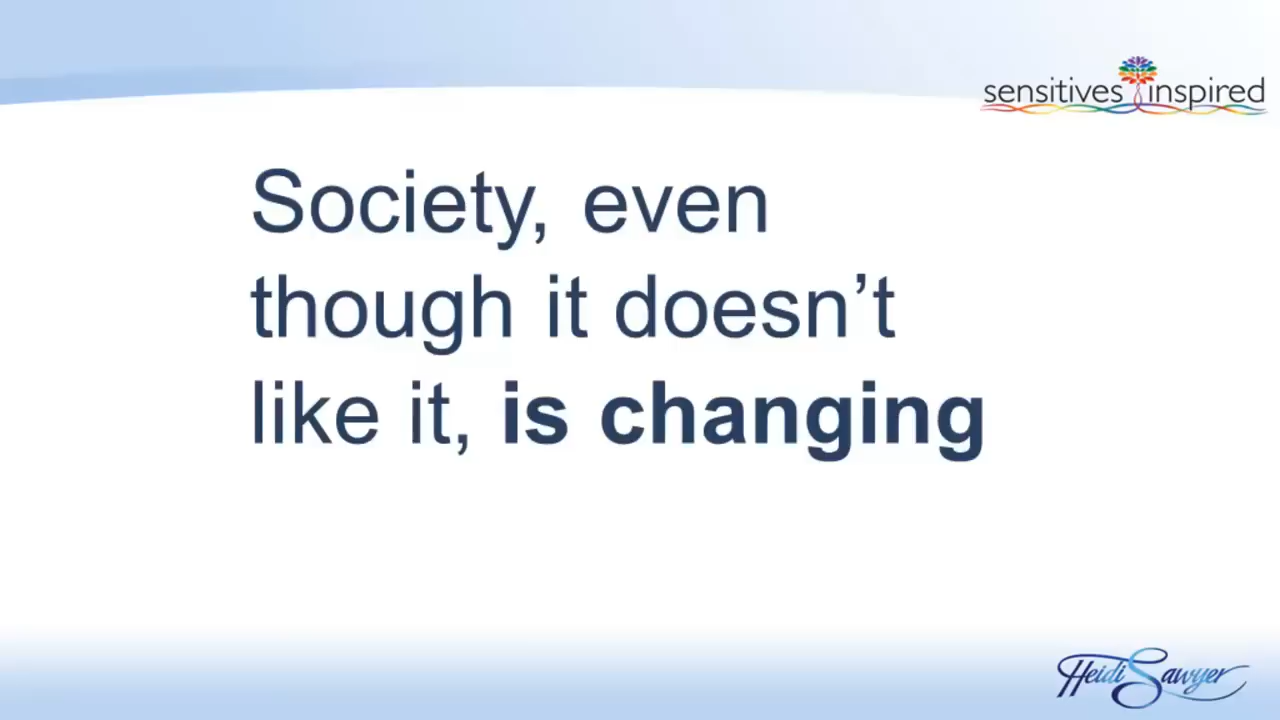 sensitives inspired
Society, even
though it doesn’t
like it, is changing
Heidi Sawyer